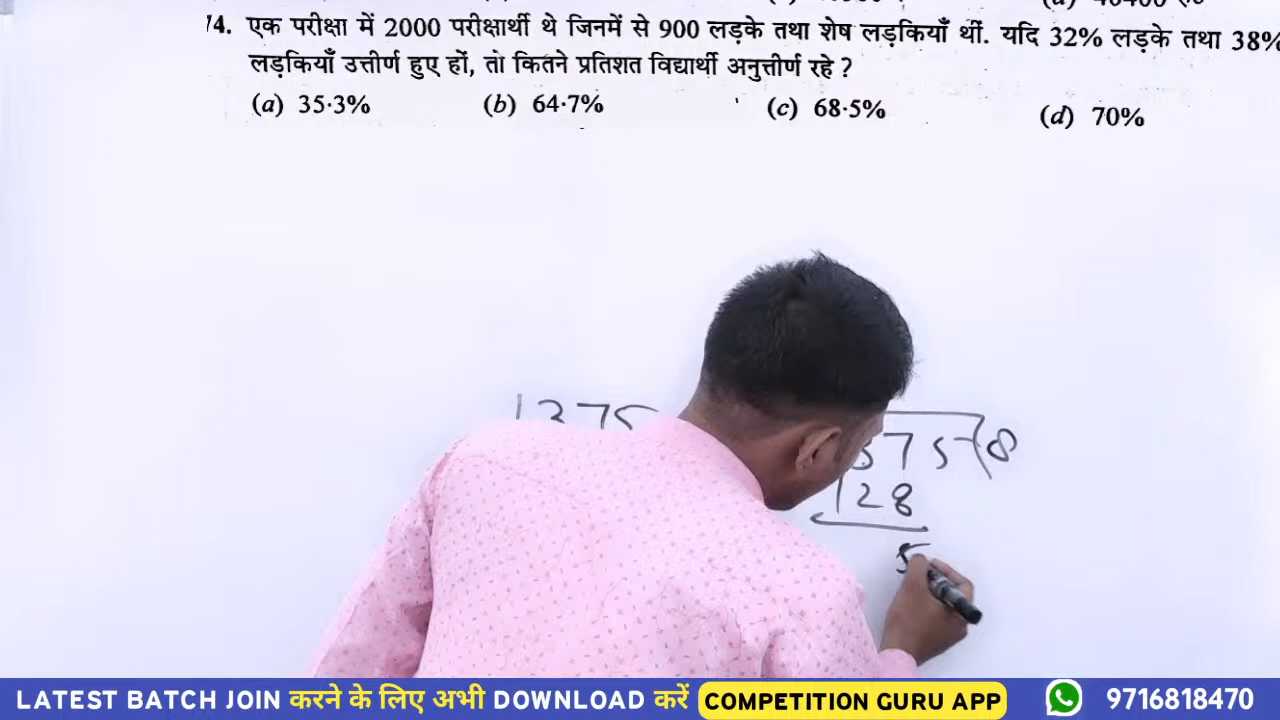 74. एक परीक्षा में 2000 परीक्षार्थी थे जिनमें से 900 लड़के तथा शेष लड़कियाँ थीं. यदि 32% लड़के तथा 38%
लड़कियाँ उत्तीर्ण हुए हों, तो कितने प्रतिशत विद्यार्थी अनुत्तीर्ण रहे ?
(a) 35·3% (b) 64·7% (c) 68·5% (d) 70%
1375
375 8
128
5
LATEST BATCH JOIN करने के लिए अभी DOWNLOAD करें COMPETITION GURU APP 9716818470